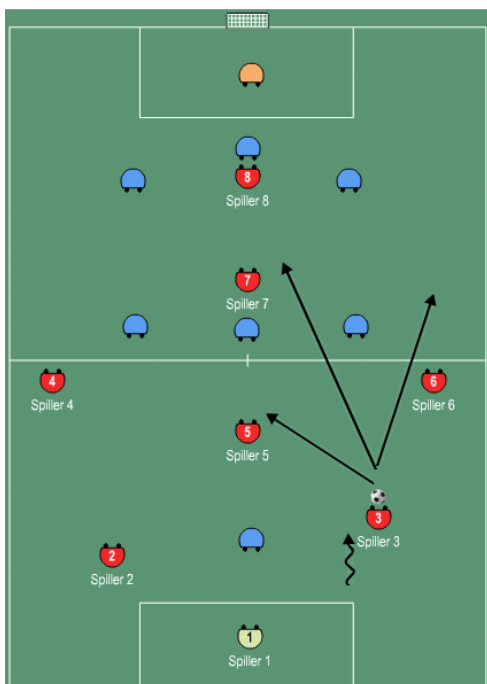 8
Spiller 8
7
Spiller 7
4
Spiller 4
6
Spiller 6
5
Spiller 5
3
Spiller 3
2
Spiller 2
1
Spiller 1